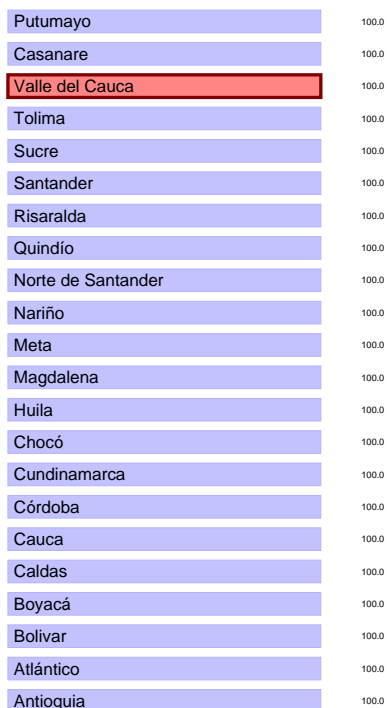 Putumayo 100.0
Casanare 100.0
Valle del Cauca 100.0
Tolima 100.0
Sucre 100.0
Santander 100.0
Risaralda 100.0
Quindío 100.0
Norte de Santander 100.0
Nariño 100.0
Meta 100.0
Magdalena 100.0
Huila 100.0
Chocó 100.0
Cundinamarca 100.0
Córdoba 100.0
Cauca 100.0
Caldas 100.0
Boyacá 100.0
Bolivar 100.0
Atlántico 100.0
Antioquia 100.0